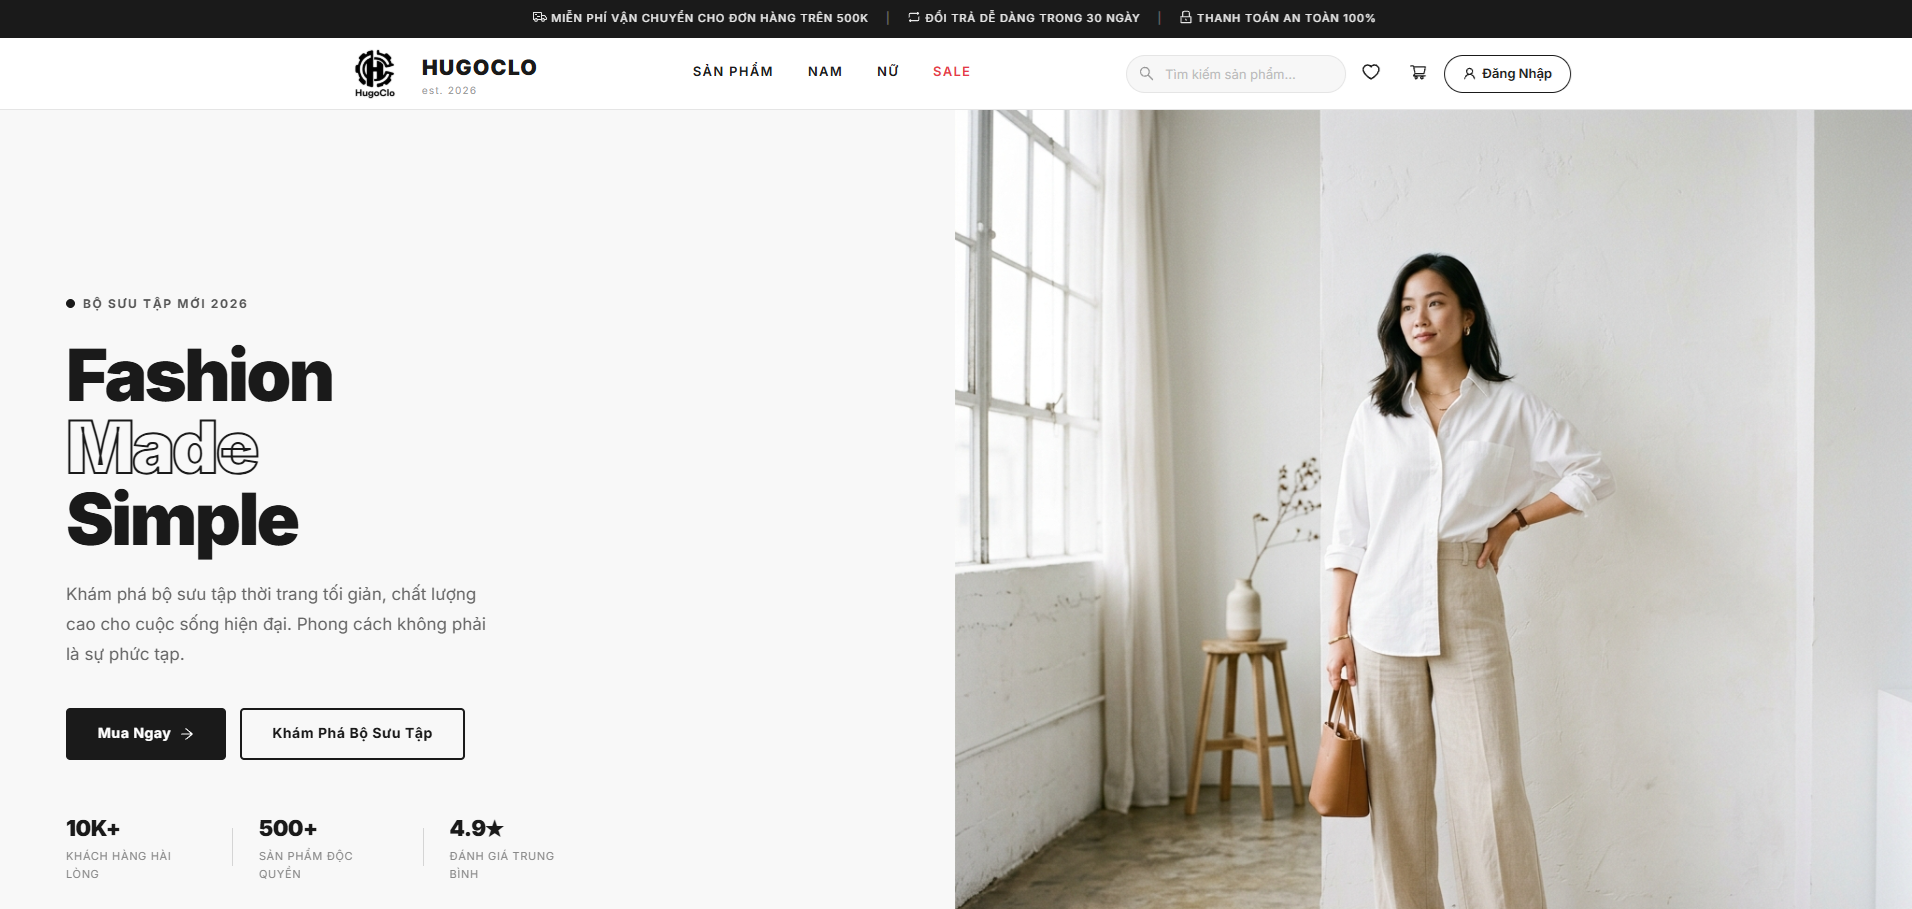 MIỄN PHÍ VẬN CHUYỂN CHO ĐƠN HÀNG TRÊN 500K | ĐỔI TRẢ DỄ DÀNG TRONG 30 NGÀY | THANH TOÁN AN TOÀN 100%
HugoClo
HUGOCLO
est. 2026
SẢN PHẨM NAM NỮ SALE
Tìm kiếm sản phẩm...
Đăng Nhập
BỘ SƯU TẬP MỚI 2026
Fashion
Made
Simple
Khám phá bộ sưu tập thời trang tối giản, chất lượng
cao cho cuộc sống hiện đại. Phong cách không phải
là sự phức tạp.
Mua Ngay →
Khám Phá Bộ Sưu Tập
10K+
KHÁCH HÀNG HÀI
LÒNG
500+
SẢN PHẨM ĐỘC
QUYỀN
4.9★
ĐÁNH GIÁ TRUNG
BÌNH